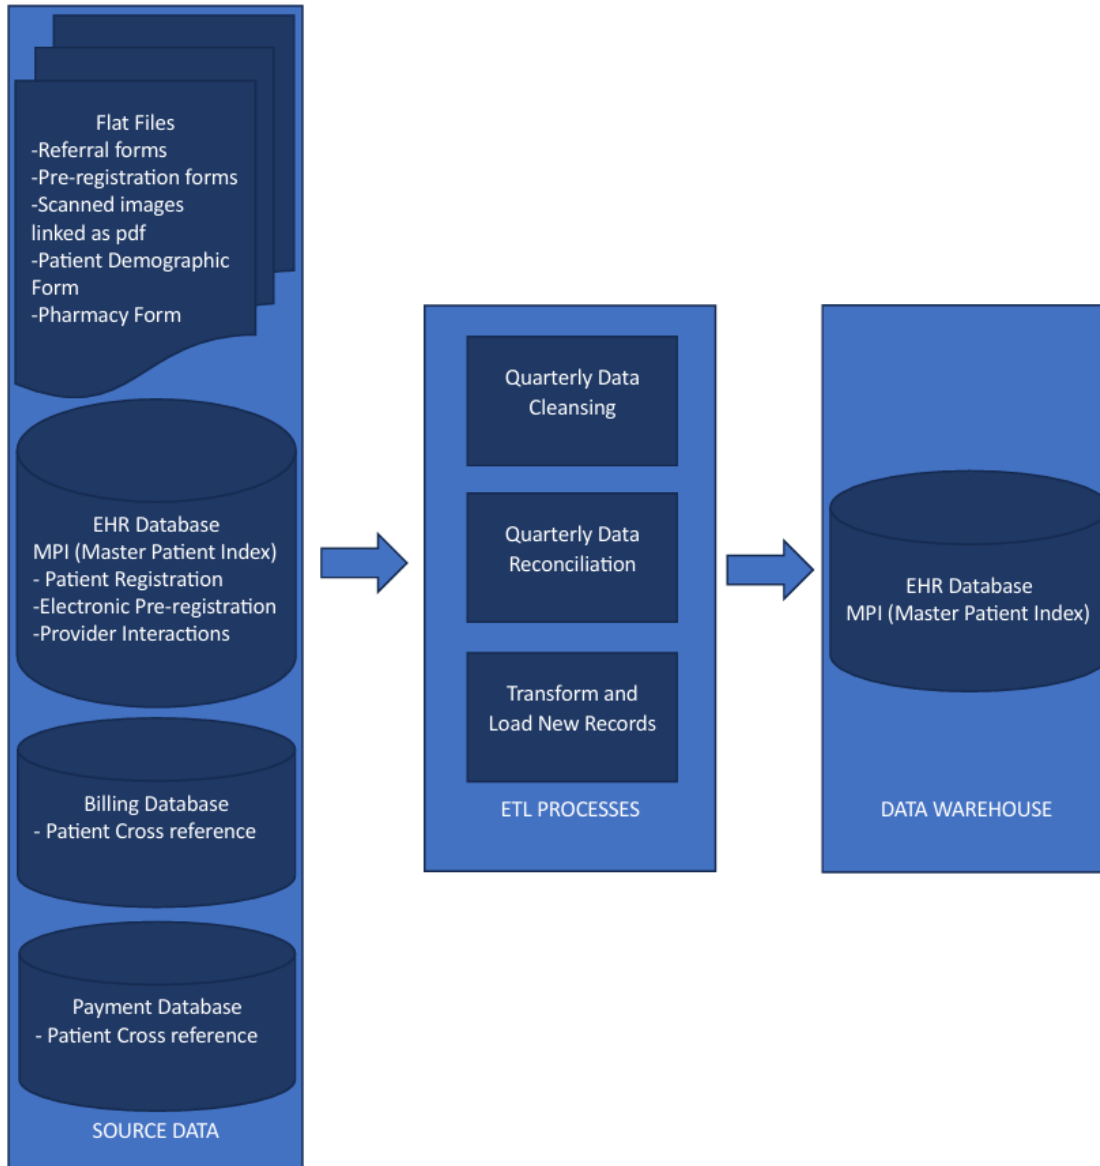 Flat Files
-Referral forms
-Pre-registration forms
-Scanned images
linked as pdf
-Patient Demographic
Form
-Pharmacy Form
EHR Database
MPI (Master Patient Index)
- Patient Registration
-Electronic Pre-registration
-Provider Interactions
Billing Database
- Patient Cross reference
Payment Database
- Patient Cross reference
SOURCE DATA
Quarterly Data
Cleansing
Quarterly Data
Reconciliation
Transform and
Load New Records
ETL PROCESSES
EHR Database
MPI (Master Patient Index)
DATA WAREHOUSE